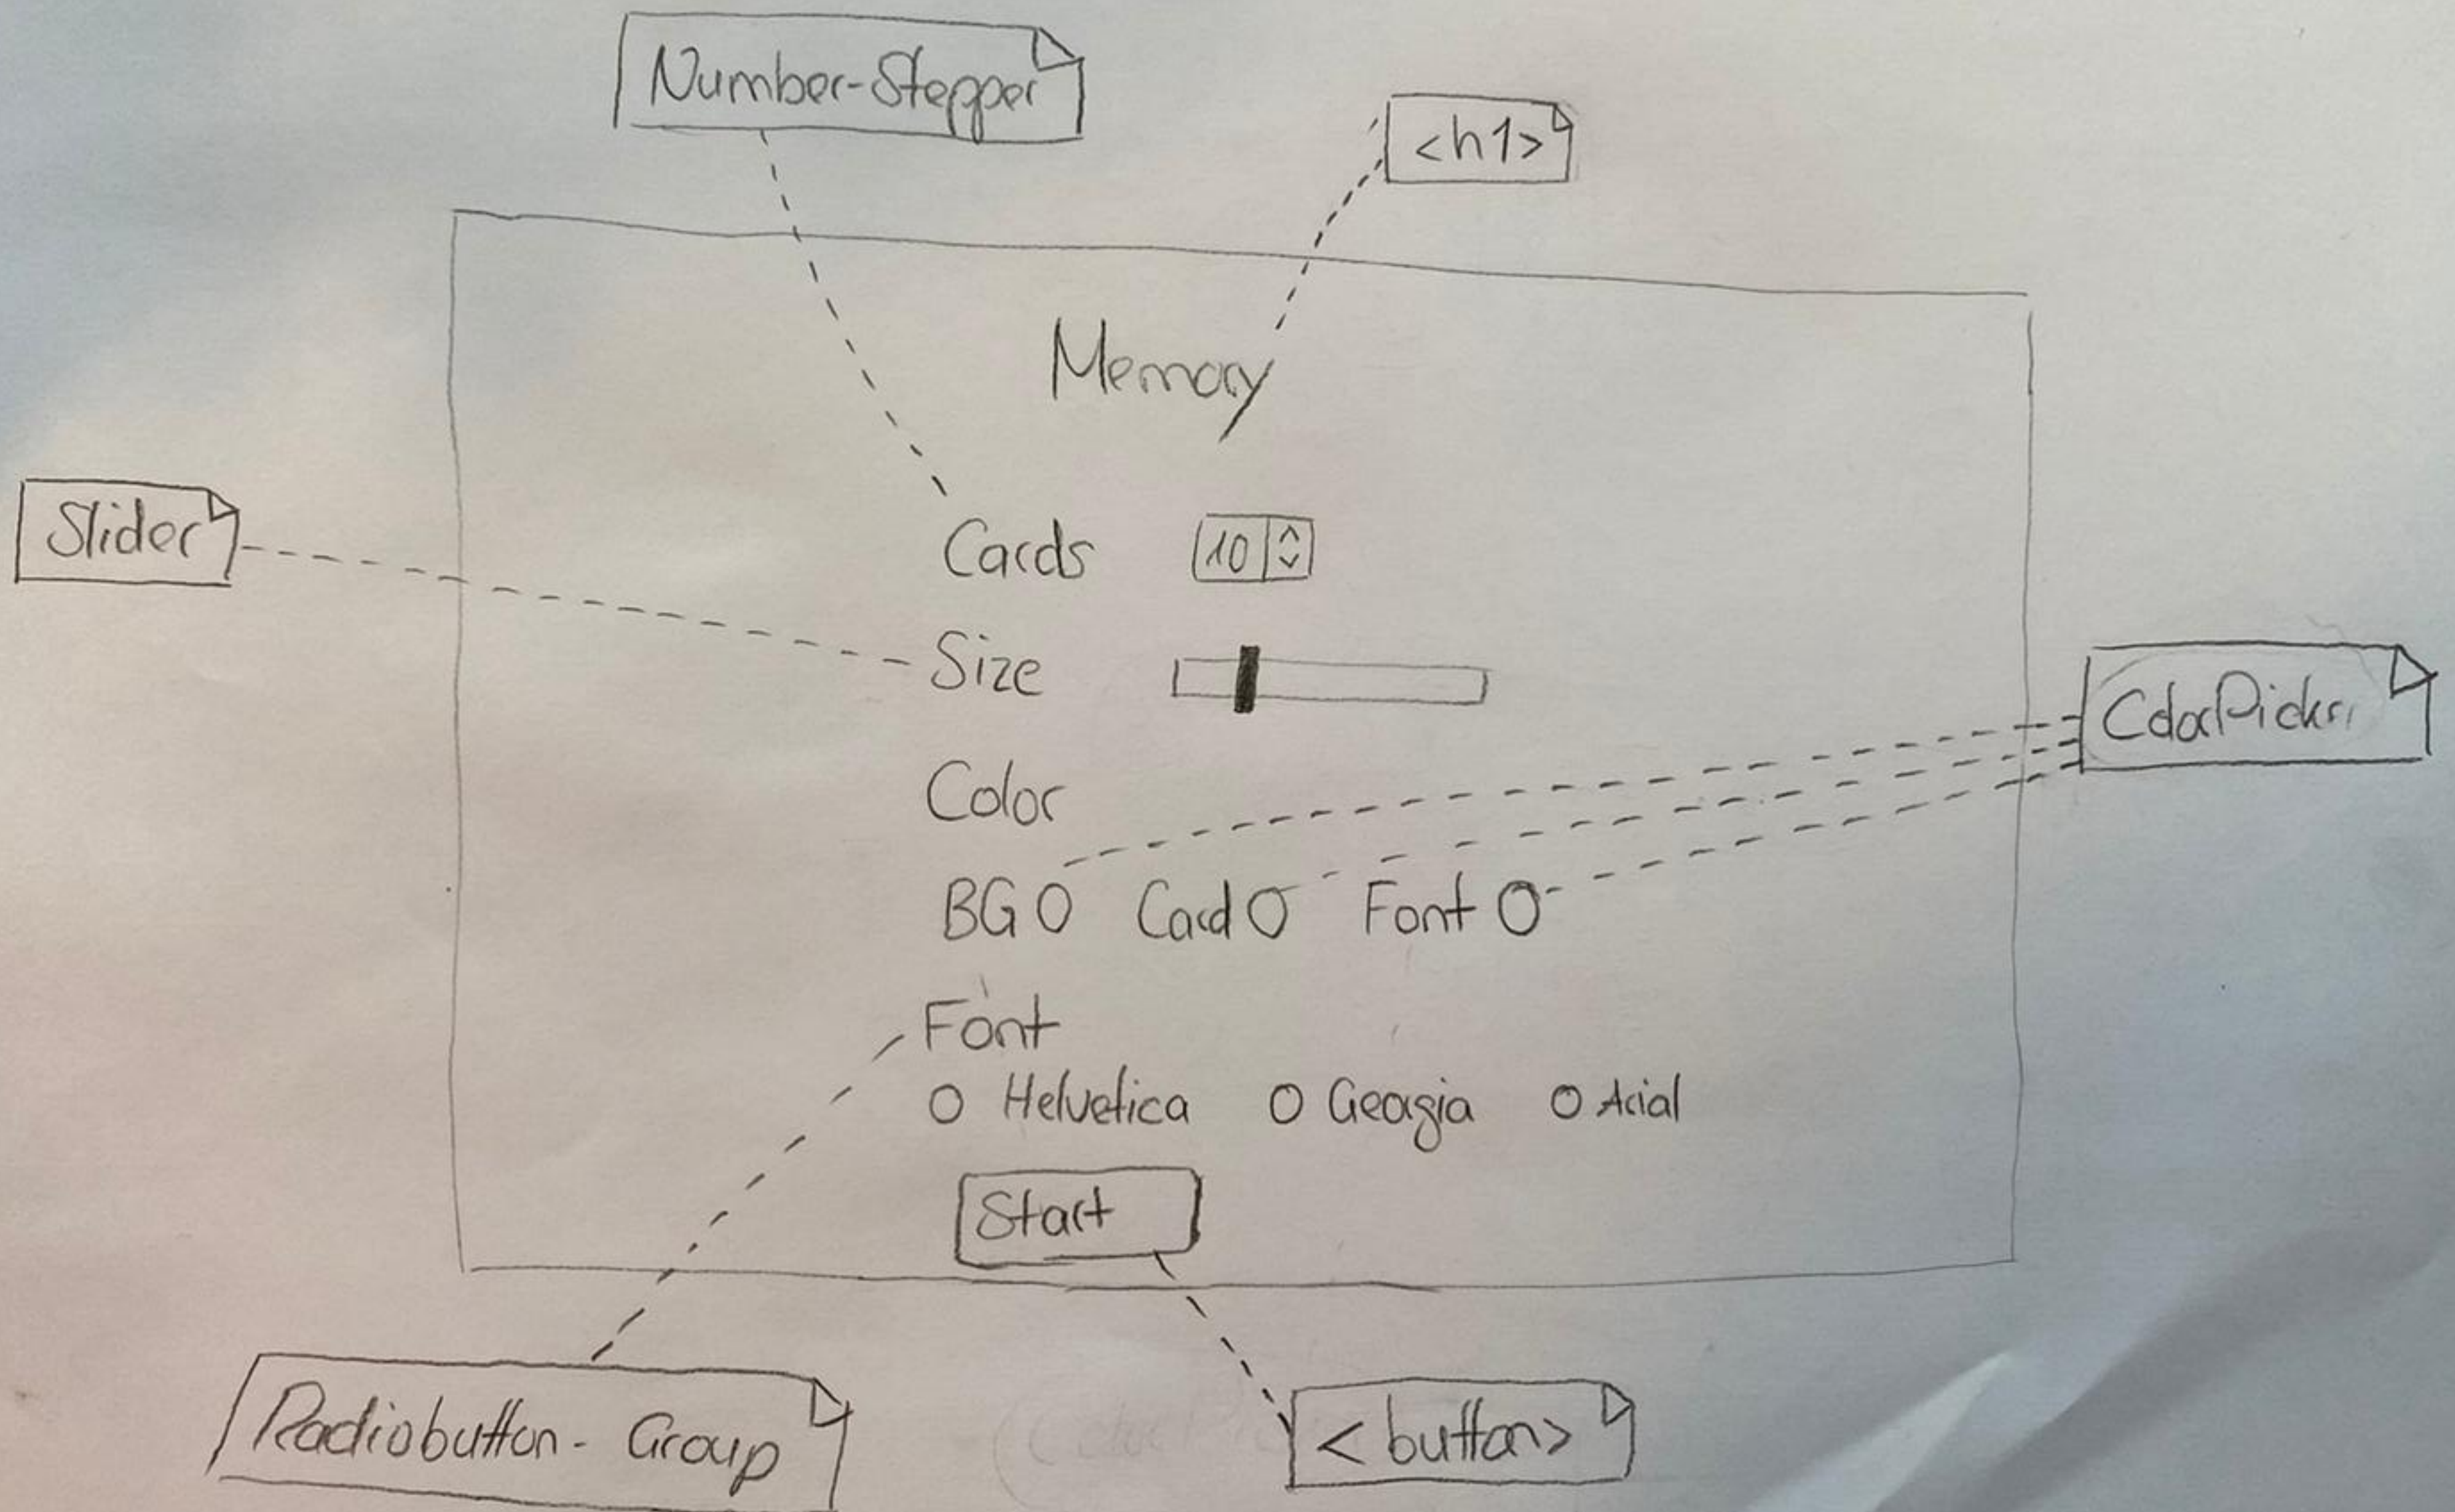 Number-Stepper
<h1>
Memory
Slider
Cards 10
Size
ColorPicker
Color
BG Card Font
Font
Helvetica Georgia Arial
Start
Radiobutton-Group
<button>